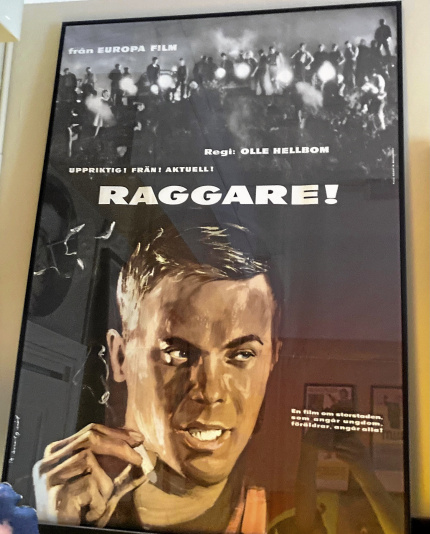 från EUROPA FILM
Regi: OLLE HELLBOM
UPPRIKTIG! FRÄN! AKTUELL!
RAGGARE!
En film om storstaden,
som angår ungdom,
föräldrar, angår alla!